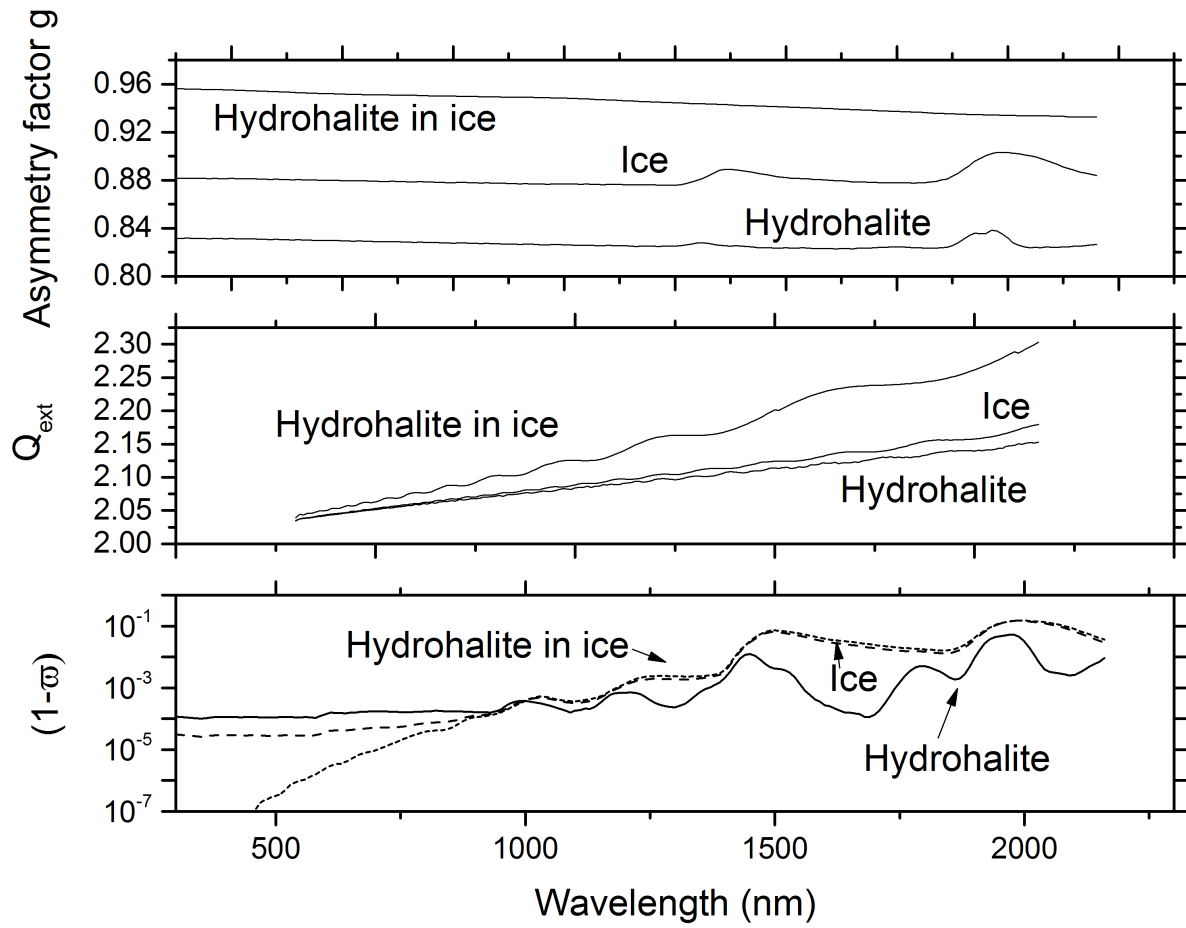 Asymmetry factor g
0.96
0.92
0.88
0.84
0.80
Hydrohalite in ice
Ice
Hydrohalite
Qext
2.30
2.25
2.20
2.15
2.10
2.05
2.00
Hydrohalite in ice
Ice
Hydrohalite
(1-ϖ)
10-1
10-3
10-5
10-7
Hydrohalite in ice
Ice
Hydrohalite
500 1000 1500 2000
Wavelength (nm)